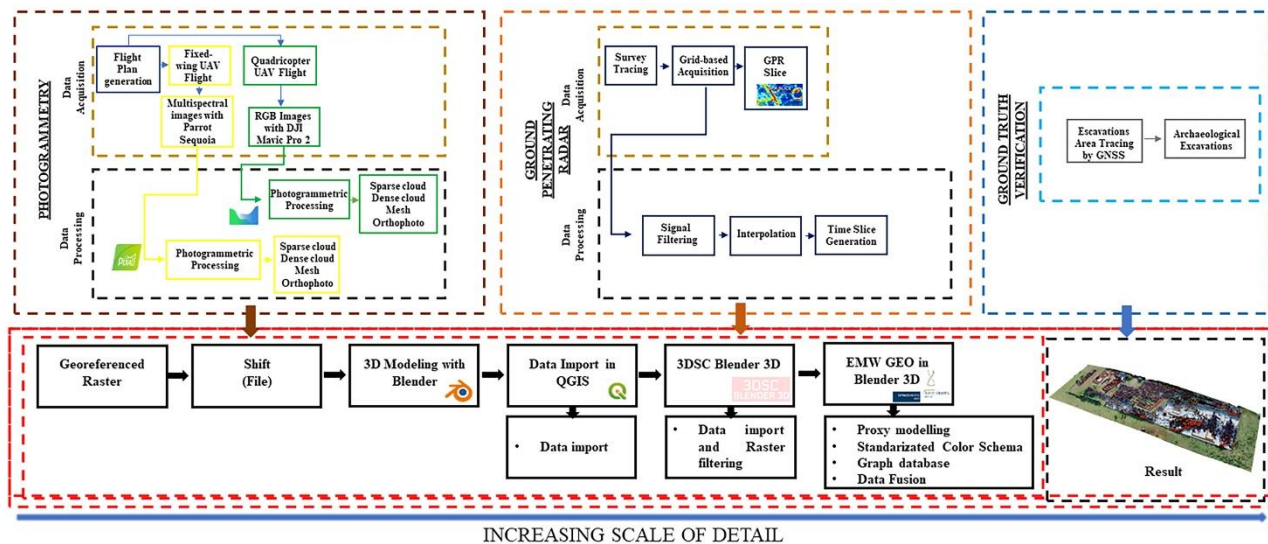 PHOTOGRAMMETRY
Data
Acquisition
Flight
Plan
generation
Fixed-
wing UAV
Flight
Quadricopter
UAV Flight
Multispectral
images with
Parrot
Sequoia
RGB Images
with DJI
Mavic Pro 2
Data
Processing
Photogrammetric
Processing
Sparse cloud
Dense cloud
Mesh
Orthophoto
Photogrammetric
Processing
Sparse cloud
Dense cloud
Mesh
Orthophoto
GROUND
PENETRATING
RADAR
Data
Acquisition
Survey
Tracing
Grid-based
Acquisition
GPR
Slice
Data
Processing
Signal
Filtering
Interpolation
Time Slice
Generation
GROUND TRUTH
VERIFICATION
Escavations
Area Tracing
by GNSS
Archaeological
Excavations
Georeferenced
Raster
Shift
(File)
3D Modeling with
Blender
Data Import in
QGIS
3DSC Blender 3D
3DSC
BLENDER 3D
EMW GEO in
Blender 3D
• Data import
• Data import
and Raster
filtering
• Proxy modelling
• Standarizated Color Schema
• Graph database
• Data Fusion
Result
INCREASING SCALE OF DETAIL